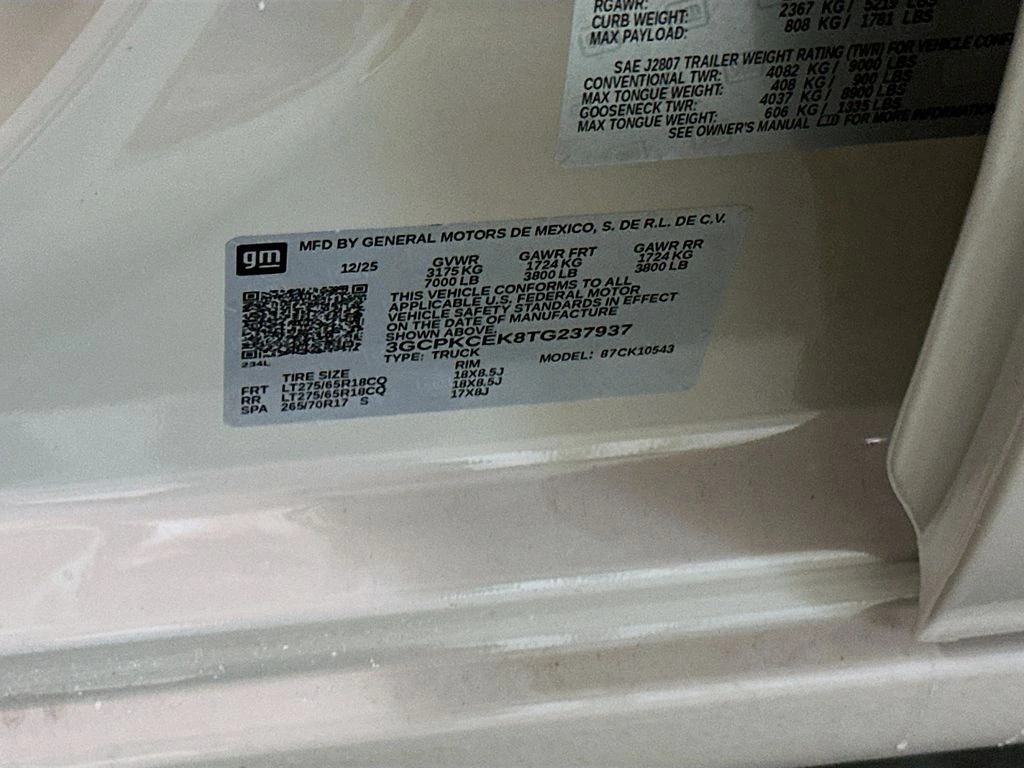 RGAWR:
CURB WEIGHT: 2367 KG / 5219 LBS
MAX PAYLOAD: 808 KG / 1781 LBS
SAE J2807 TRAILER WEIGHT RATING (TWR) FOR VEHICLE
CONVENTIONAL TWR: 4082 KG / 9000 LBS
MAX TONGUE WEIGHT: 408 KG / 900 LBS
GOOSENECK TWR: 4037 KG / 8900 LBS
MAX TONGUE WEIGHT: 606 KG / 1335 LBS
SEE OWNER'S MANUAL FOR MORE INFORMATION
gm MFD BY GENERAL MOTORS DE MEXICO, S. DE R.L. DE C.V.
12/25 GVWR GAWR FRT GAWR RR
3175 KG 1724 KG 1724 KG
7000 LB 3800 LB 3800 LB
THIS VEHICLE CONFORMS TO ALL
APPLICABLE U.S. FEDERAL MOTOR
VEHICLE SAFETY STANDARDS IN EFFECT
ON THE DATE OF MANUFACTURE
SHOWN ABOVE.
3GCPKCEK8TG237937
234L TYPE: TRUCK MODEL: 87CK10543
TIRE SIZE RIM
FRT LT275/65R18CQ 18X8.5J
RR LT275/65R18CQ 18X8.5J
SPA 265/70R17 S 17X8J